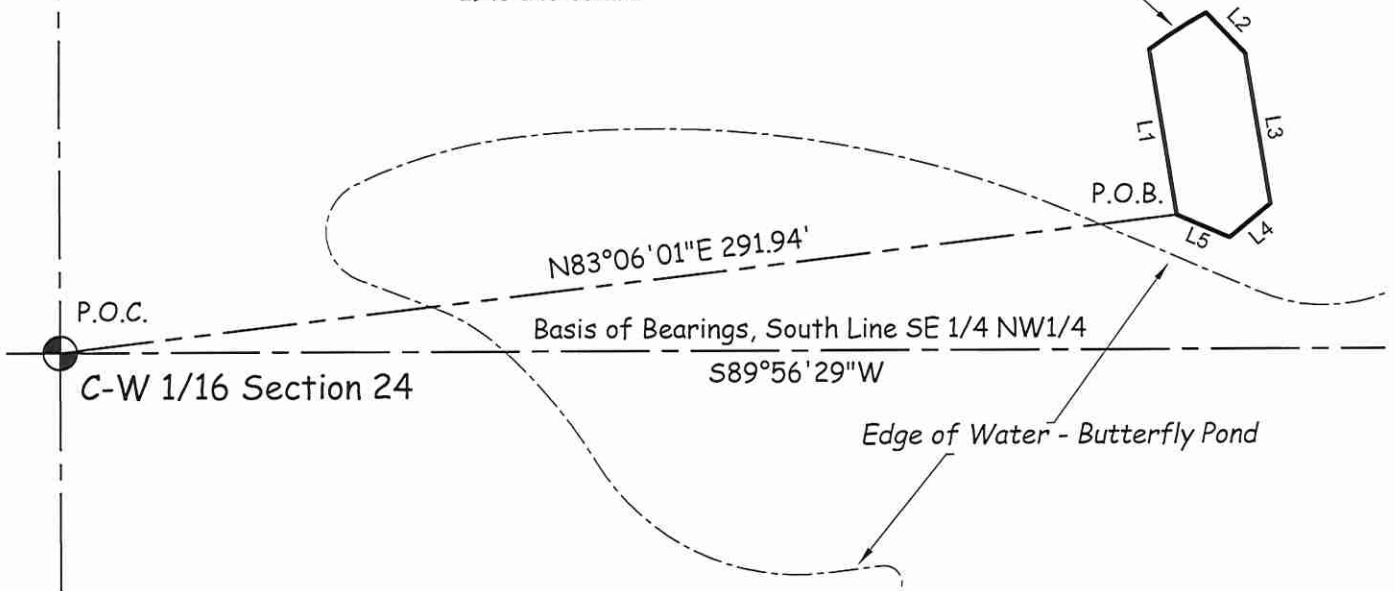 L2
L1
L3
P.O.B.
L5
L4
N83°06'01"E 291.94'
P.O.C.
Basis of Bearings, South Line SE 1/4 NW1/4
S89°56'29"W
C-W 1/16 Section 24
Edge of Water - Butterfly Pond